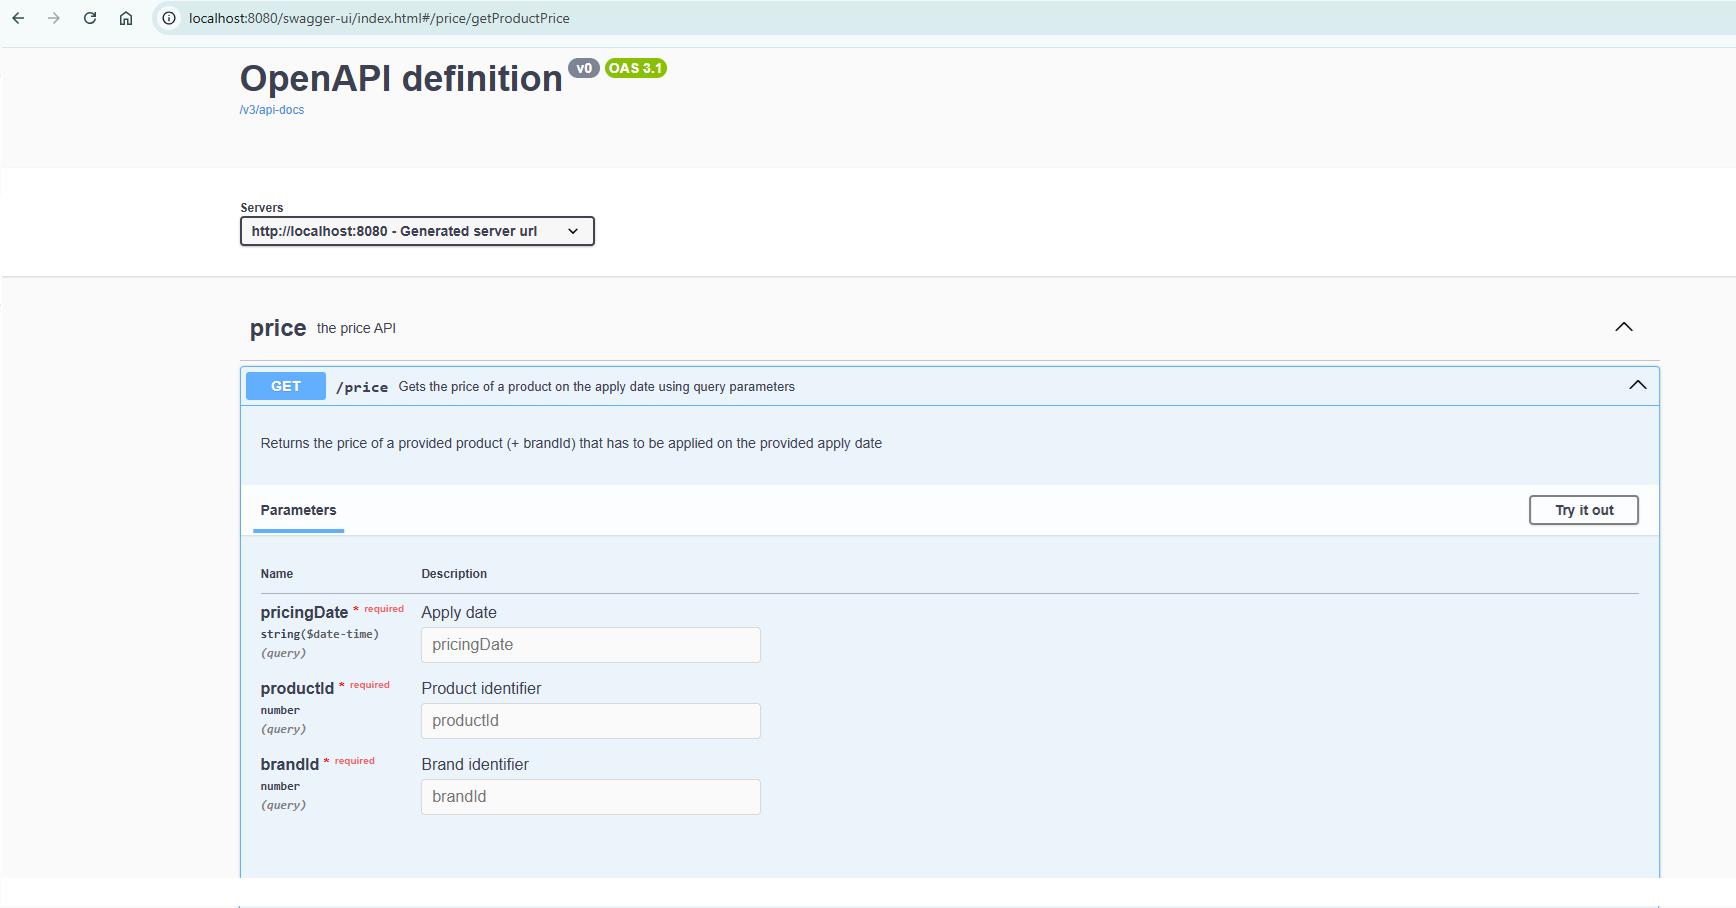 localhost:8080/swagger-ui/index.html#/price/getProductPrice
OpenAPI definition v0 OAS 3.1
/v3/api-docs
Servers
http://localhost:8080 - Generated server url
price the price API
GET /price Gets the price of a product on the apply date using query parameters
Returns the price of a provided product (+ brandId) that has to be applied on the provided apply date
Parameters Try it out
Name Description
pricingDate * required Apply date
string($date-time)
pricingDate
(query)
productId * required Product identifier
number
productId
(query)
brandId * required Brand identifier
number
brandId
(query)